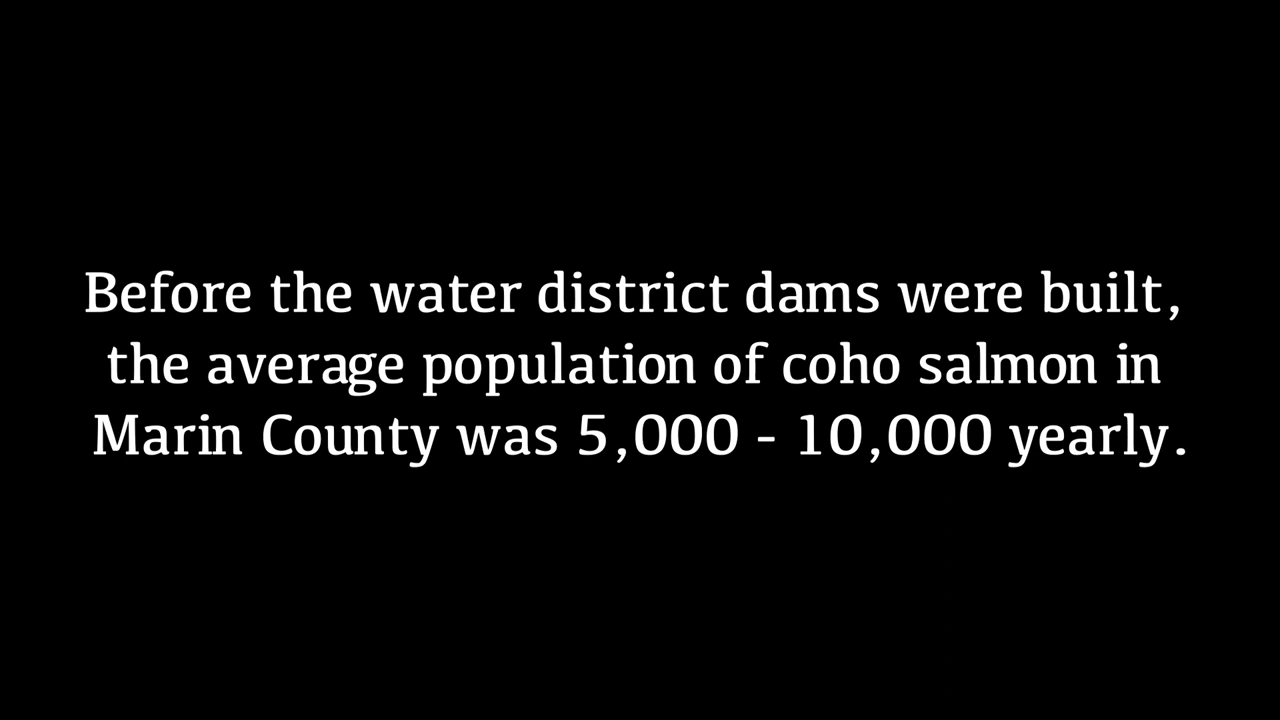 Before the water district dams were built,
the average population of coho salmon in
Marin County was 5,000 - 10,000 yearly.